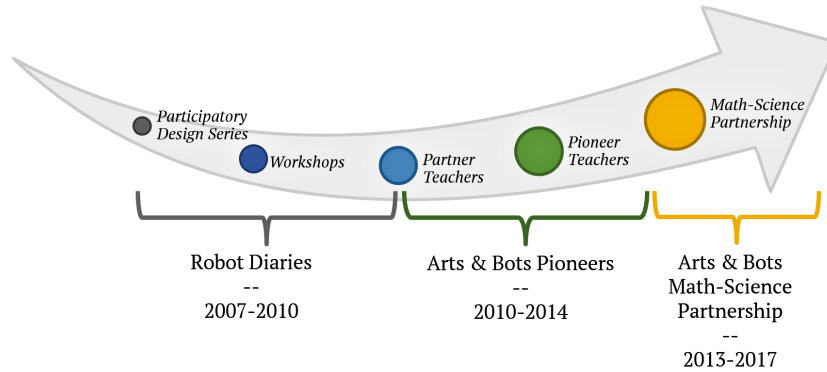 Participatory
Design Series
Workshops
Partner
Teachers
Pioneer
Teachers
Math-Science
Partnership
Robot Diaries
--
2007-2010
Arts & Bots Pioneers
--
2010-2014
Arts & Bots
Math-Science
Partnership
--
2013-2017